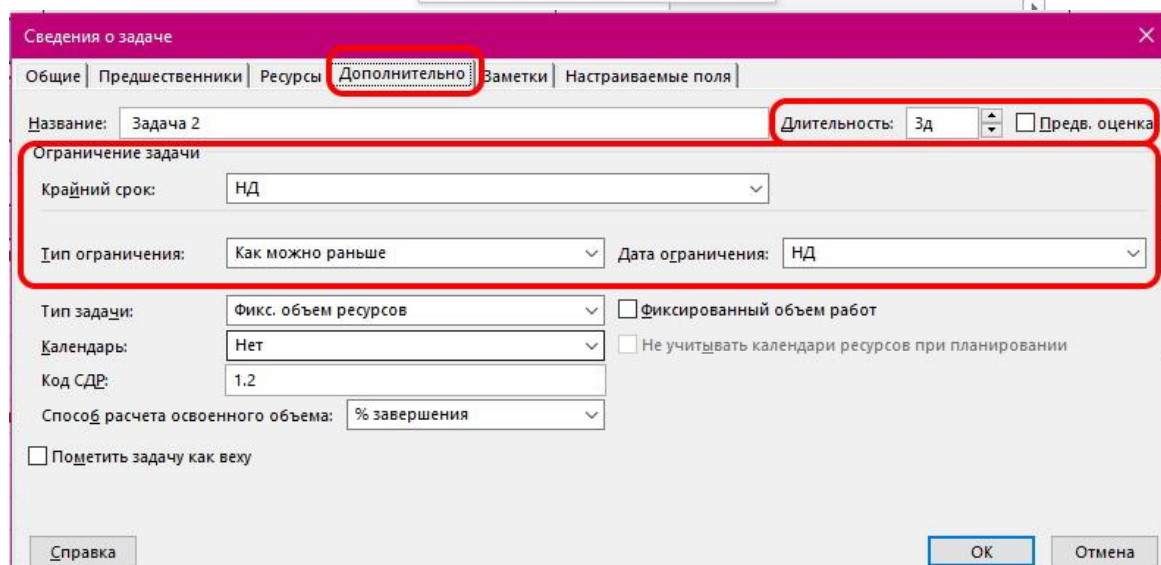 Сведения о задаче
Общие Предшественники Ресурсы Дополнительно Заметки Настраиваемые поля
Название: Задача 2 Длительность: 3д Предв. оценка
Ограничение задачи
Крайний срок: НД
Тип ограничения: Как можно раньше Дата ограничения: НД
Тип задачи: Фикс. объем ресурсов Фиксированный объем работ
Календарь: Нет Не учитывать календари ресурсов при планировании
Код СДР: 1.2
Способ расчета освоенного объема: % завершения
Пометить задачу как веху
Справка ОК Отмена